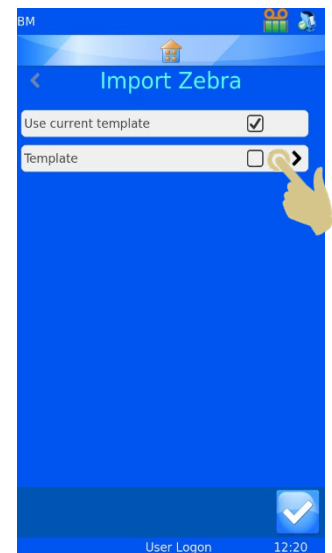 BM
Import Zebra
Use current template
Template
User Logon 12:20